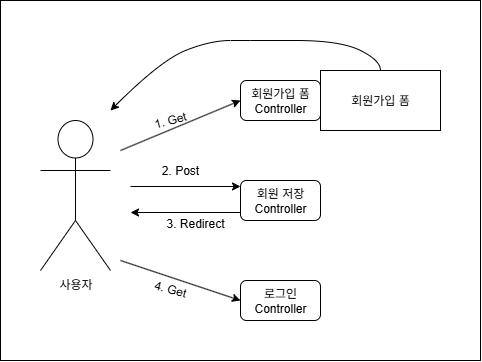 회원가입 폼
Controller
회원가입 폼
1. Get
2. Post
회원 저장
Controller
3. Redirect
사용자
4. Get
로그인
Controller